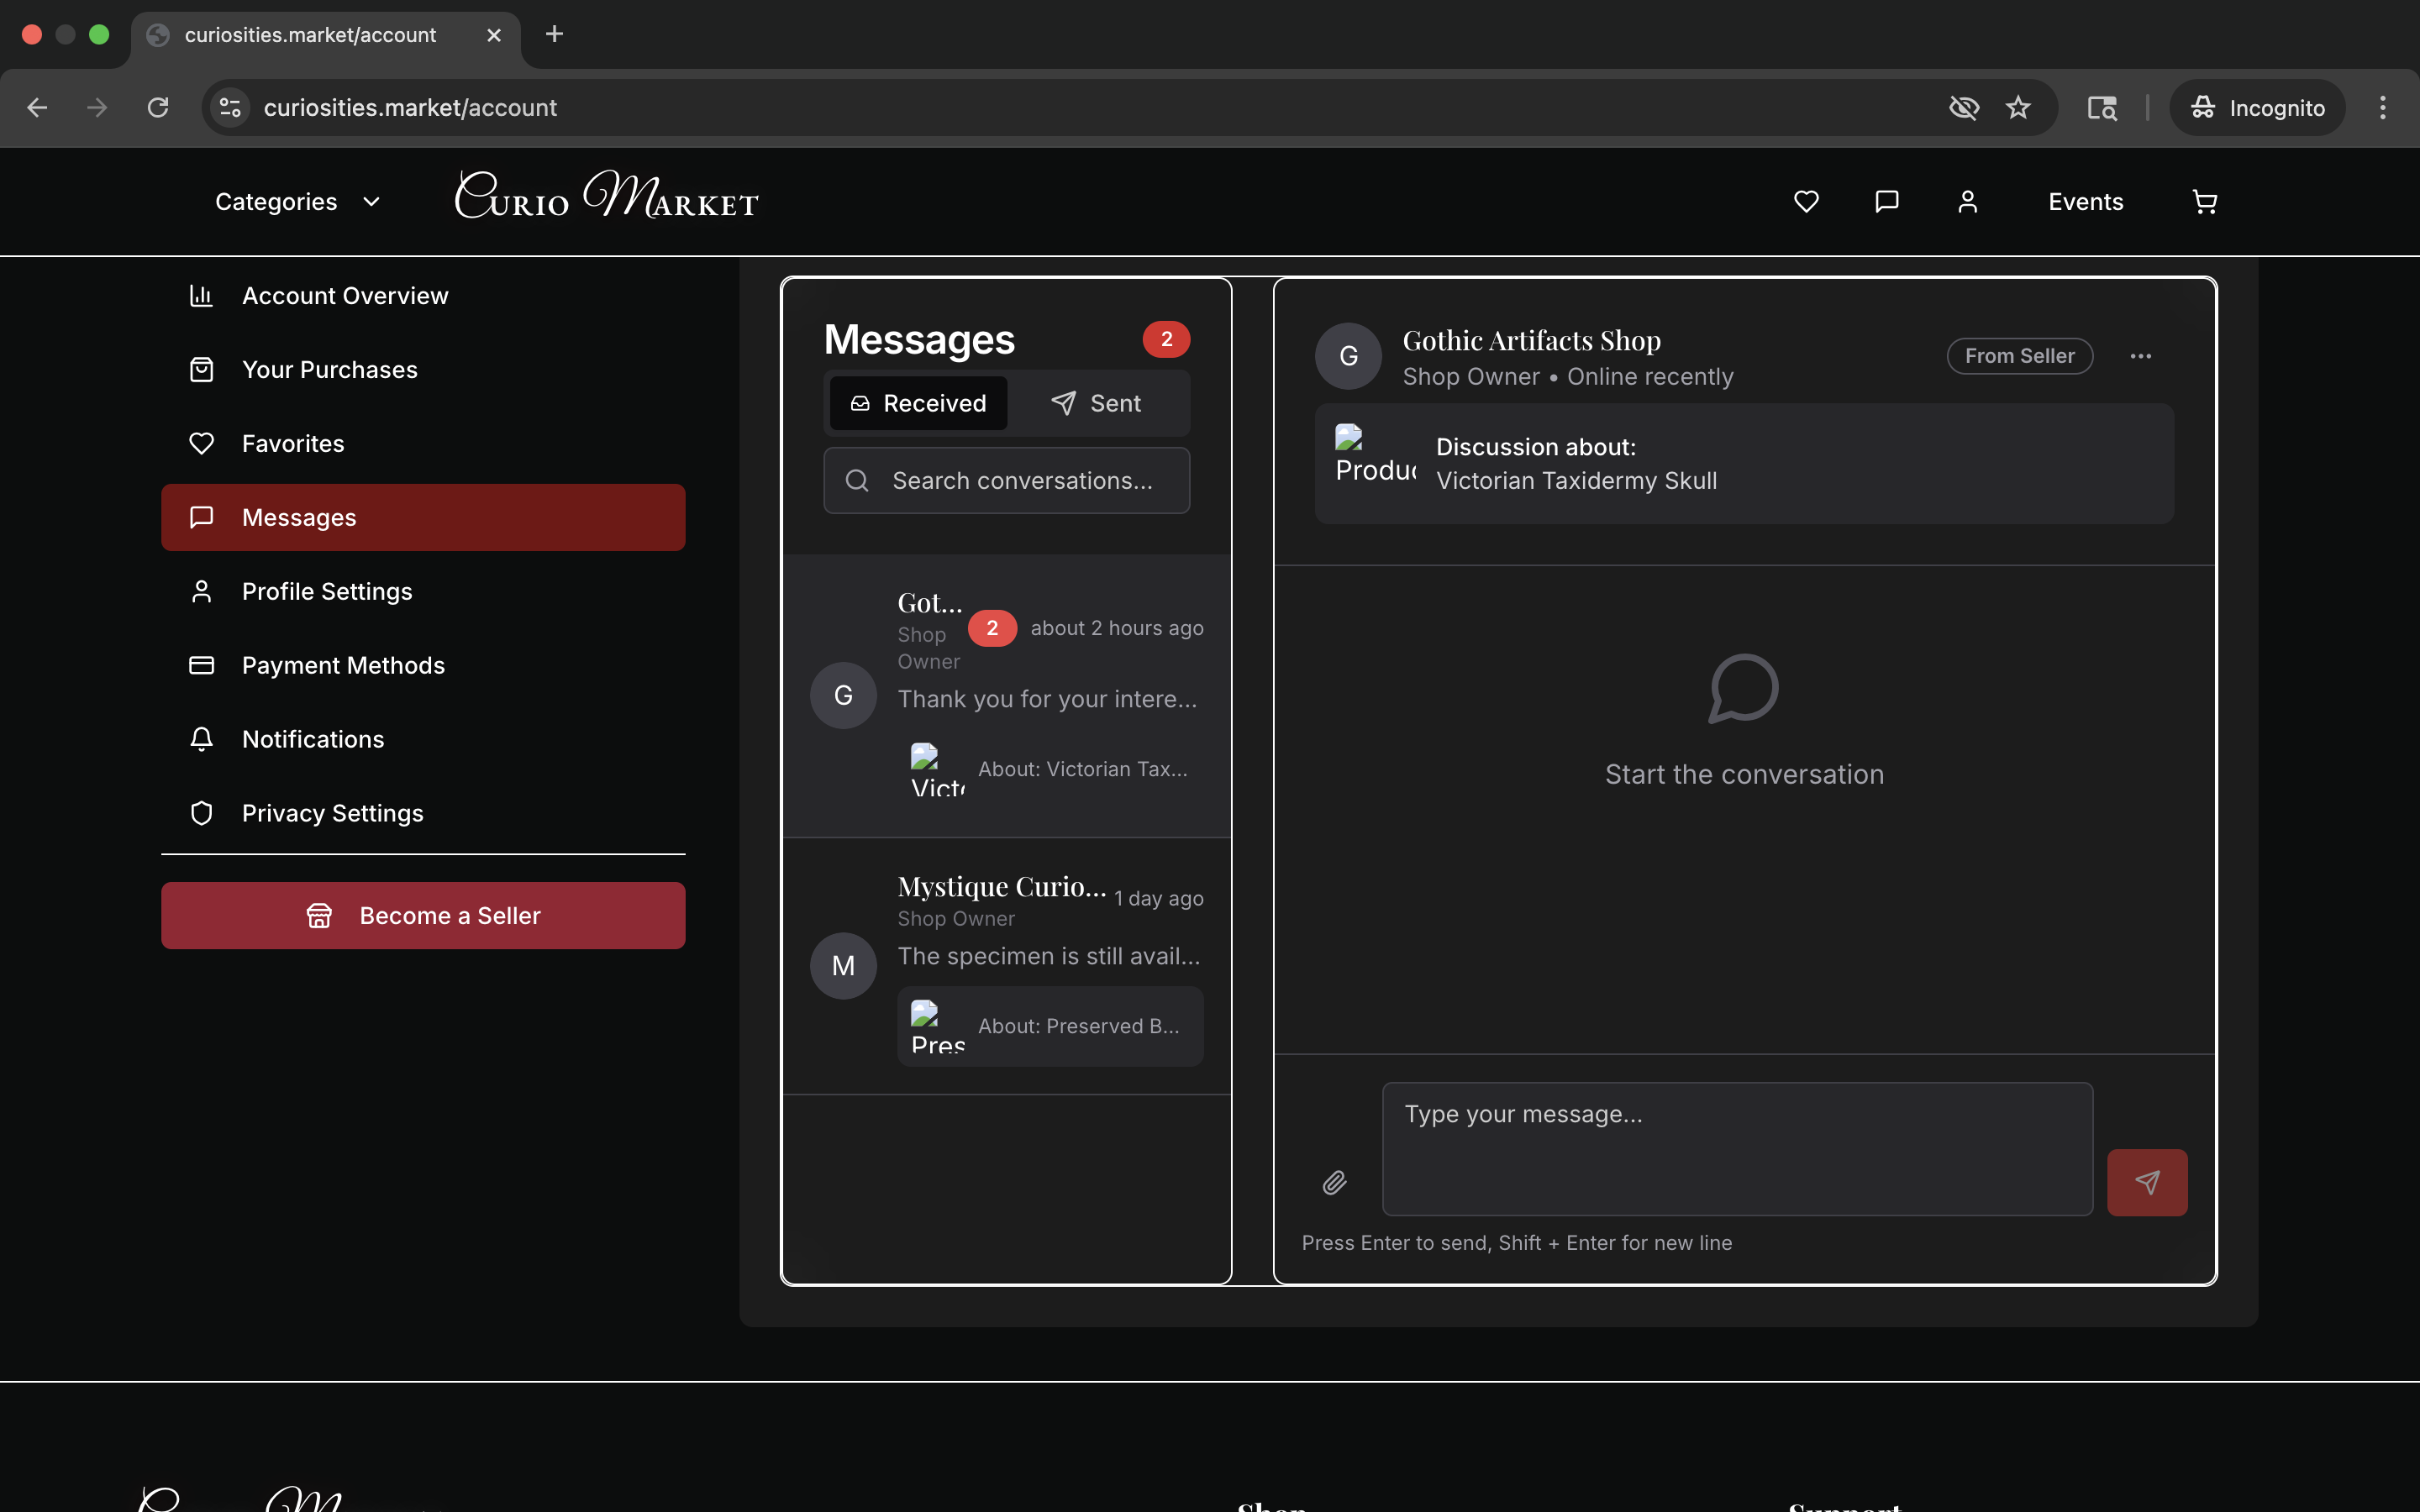 curiosities.market/account
curiosities.market/account
Incognito
Categories
Curio Market
Events
Account Overview
Your Purchases
Favorites
Messages
Profile Settings
Payment Methods
Notifications
Privacy Settings
Become a Seller
Messages
2
Received
Sent
Search conversations...
Got...
Shop
Owner
2
about 2 hours ago
G
Thank you for your intere...
Vict
About: Victorian Tax...
Mystique Curio...
1 day ago
Shop Owner
M
The specimen is still avail...
Pres
About: Preserved B...
G
Gothic Artifacts Shop
Shop Owner • Online recently
From Seller
Produc
Discussion about:
Victorian Taxidermy Skull
Start the conversation
Type your message...
Press Enter to send, Shift + Enter for new line
Shop
Support